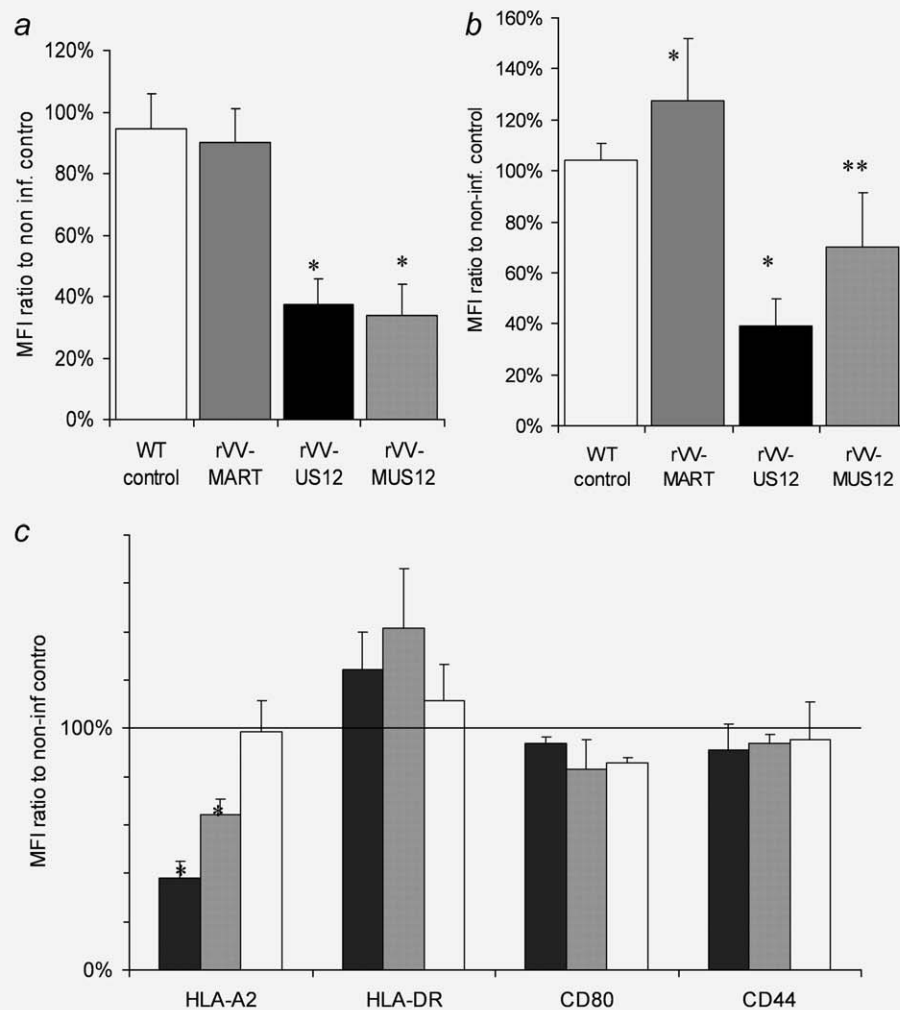 a
120%
100%
80%
60%
40%
20%
0%
MFI ratio to non inf. contro
*
*
WT control
rVV-MART
rVV-US12
rVV-MUS12
b
160%
140%
120%
100%
80%
60%
40%
20%
0%
MFI ratio to non-inf. control
*
*
**
WT control
rVV-MART
rVV-US12
rVV-MUS12
c
MFI ratio to non-inf contro
100%
0%
*
*
HLA-A2
HLA-DR
CD80
CD44